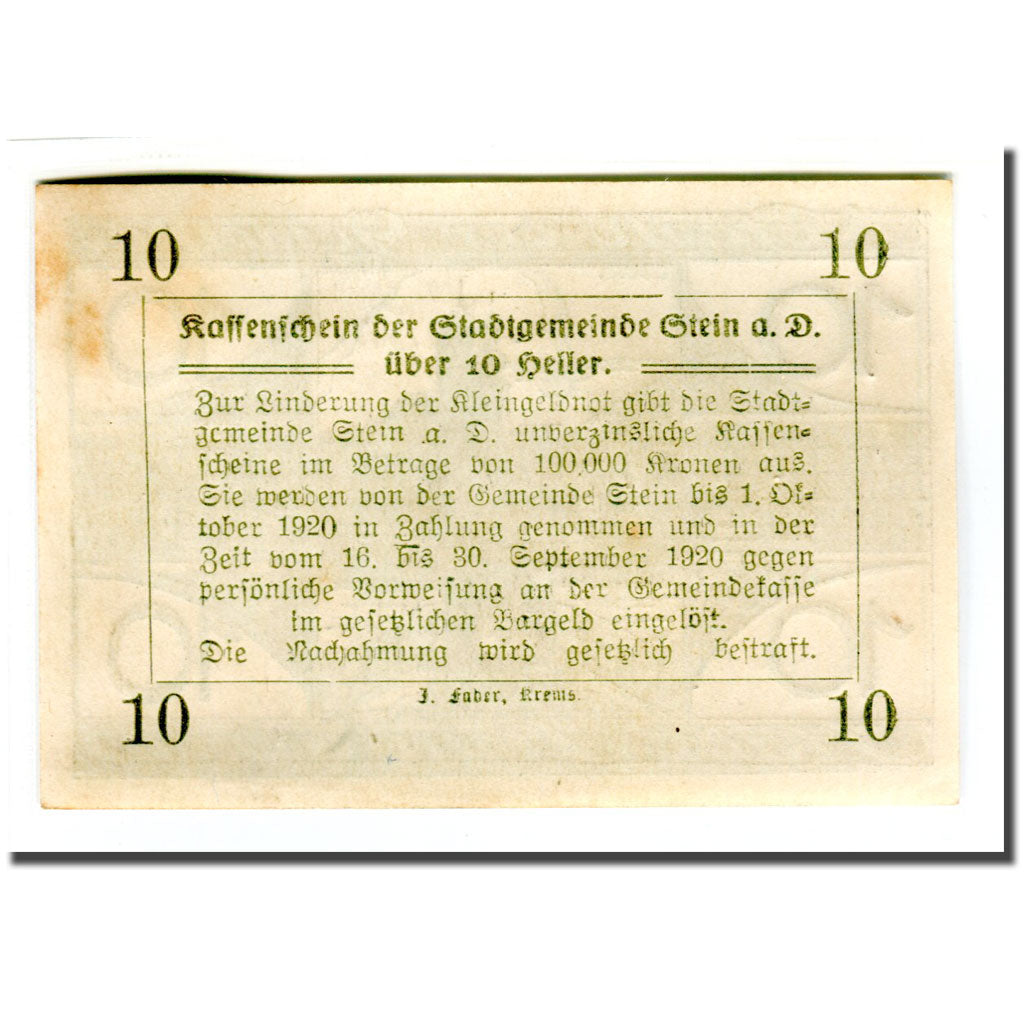 10 10
Kassenschein der Stadtgemeinde Stein a. D.
über 10 Heller.
Zur Linderung der Kleingeldnot gibt die Stadt-
gemeinde Stein a. D. unverzinsliche Kassen-
scheine im Betrage von 100,000 Kronen aus.
Sie werden von der Gemeinde Stein bis 1. Ok-
tober 1920 in Zahlung genommen und in der
Zeit vom 16. bis 30. September 1920 gegen
persönliche Vorweisung an der Gemeindekasse
im gesetzlichen Bargeld eingelöst.
Die Nachahmung wird gesetzlich bestraft.
J. Faber, Krems.
10 10